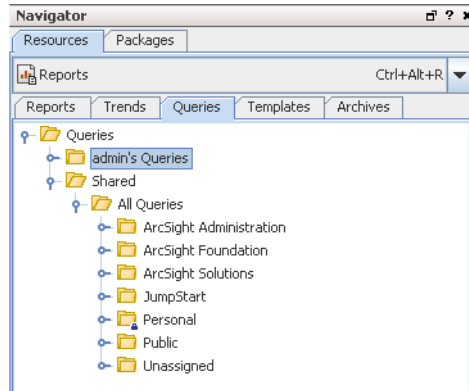 Navigator ?
Resources Packages
Reports Ctrl+Alt+R
Reports Trends Queries Templates Archives
Queries
admin's Queries
Shared
All Queries
ArcSight Administration
ArcSight Foundation
ArcSight Solutions
JumpStart
Personal
Public
Unassigned